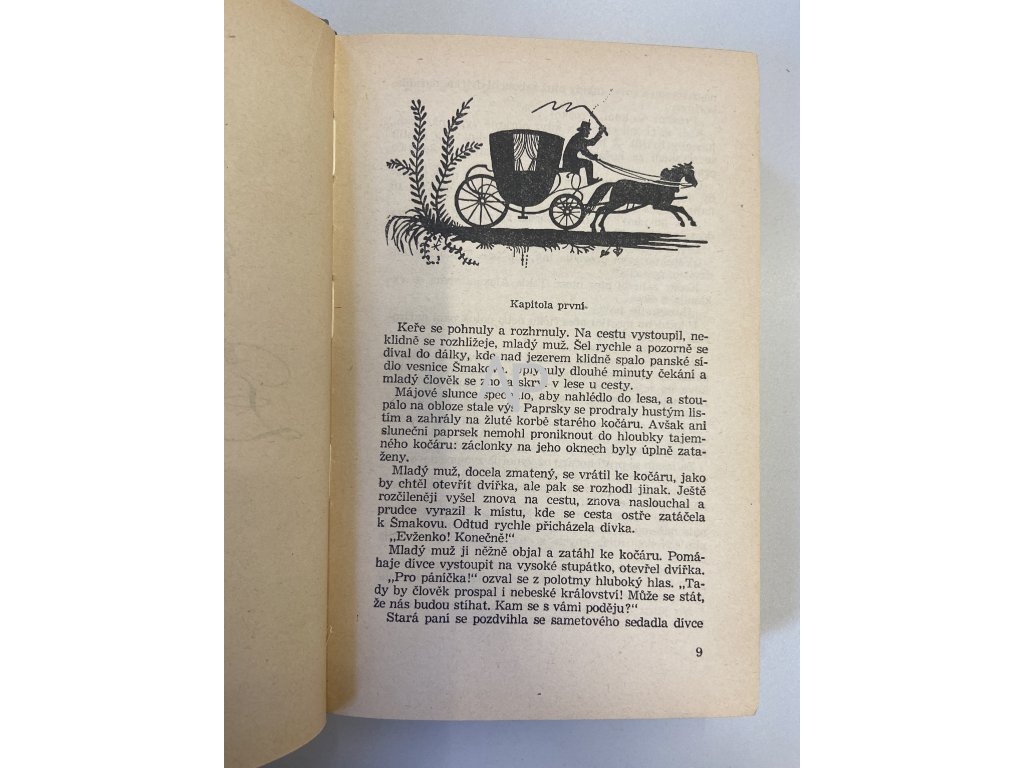 Kapitola první
Keře se pohnuly a rozhrnuly. Na cestu vystoupil, ne-
klidně se rozhlížeje, mladý muž. Šel rychle a pozorně se
díval do dálky, kde nad jezerem klidně spalo panské sí-
dlo vesnice Šmakov. Uplynuly dlouhé minuty čekání a
mladý člověk se znova skryl v lese u cesty.
Májové slunce spěchalo, aby nahlédlo do lesa, a stou-
palo na obloze stale výš. Paprsky se prodraly hustým lis-
tím a zahrály na žluté korbě starého kočáru. Avšak ani
sluneční paprsek nemohl proniknout do hloubky tajem-
ného kočáru: záclonky na jeho oknech byly úplně zata-
ženy.
Mladý muž, docela zmatený, se vrátil ke kočáru, jako
by chtěl otevřít dvířka, ale pak se rozhodl jinak. Ještě
rozčileněji vyšel znova na cestu, znova naslouchal a
prudce vyrazil k místu, kde se cesta ostře zatáčela
k Šmakovu. Odtud rychle přicházela dívka.
„Evženko! Konečně!“
Mladý muž ji něžně objal a zatáhl ke kočáru. Pomá-
haje dívce vystoupit na vysoké stupátko, otevřel dvířka.
„Pro páníčka!“ ozval se z polotmy hluboký hlas. „Ta-
dy by člověk prospal i nebeské království! Může se stát,
že nás budou stíhat. Kam se s vámi poděju?“
Stará paní se pozdvihla se sametového sedadla dívce
9